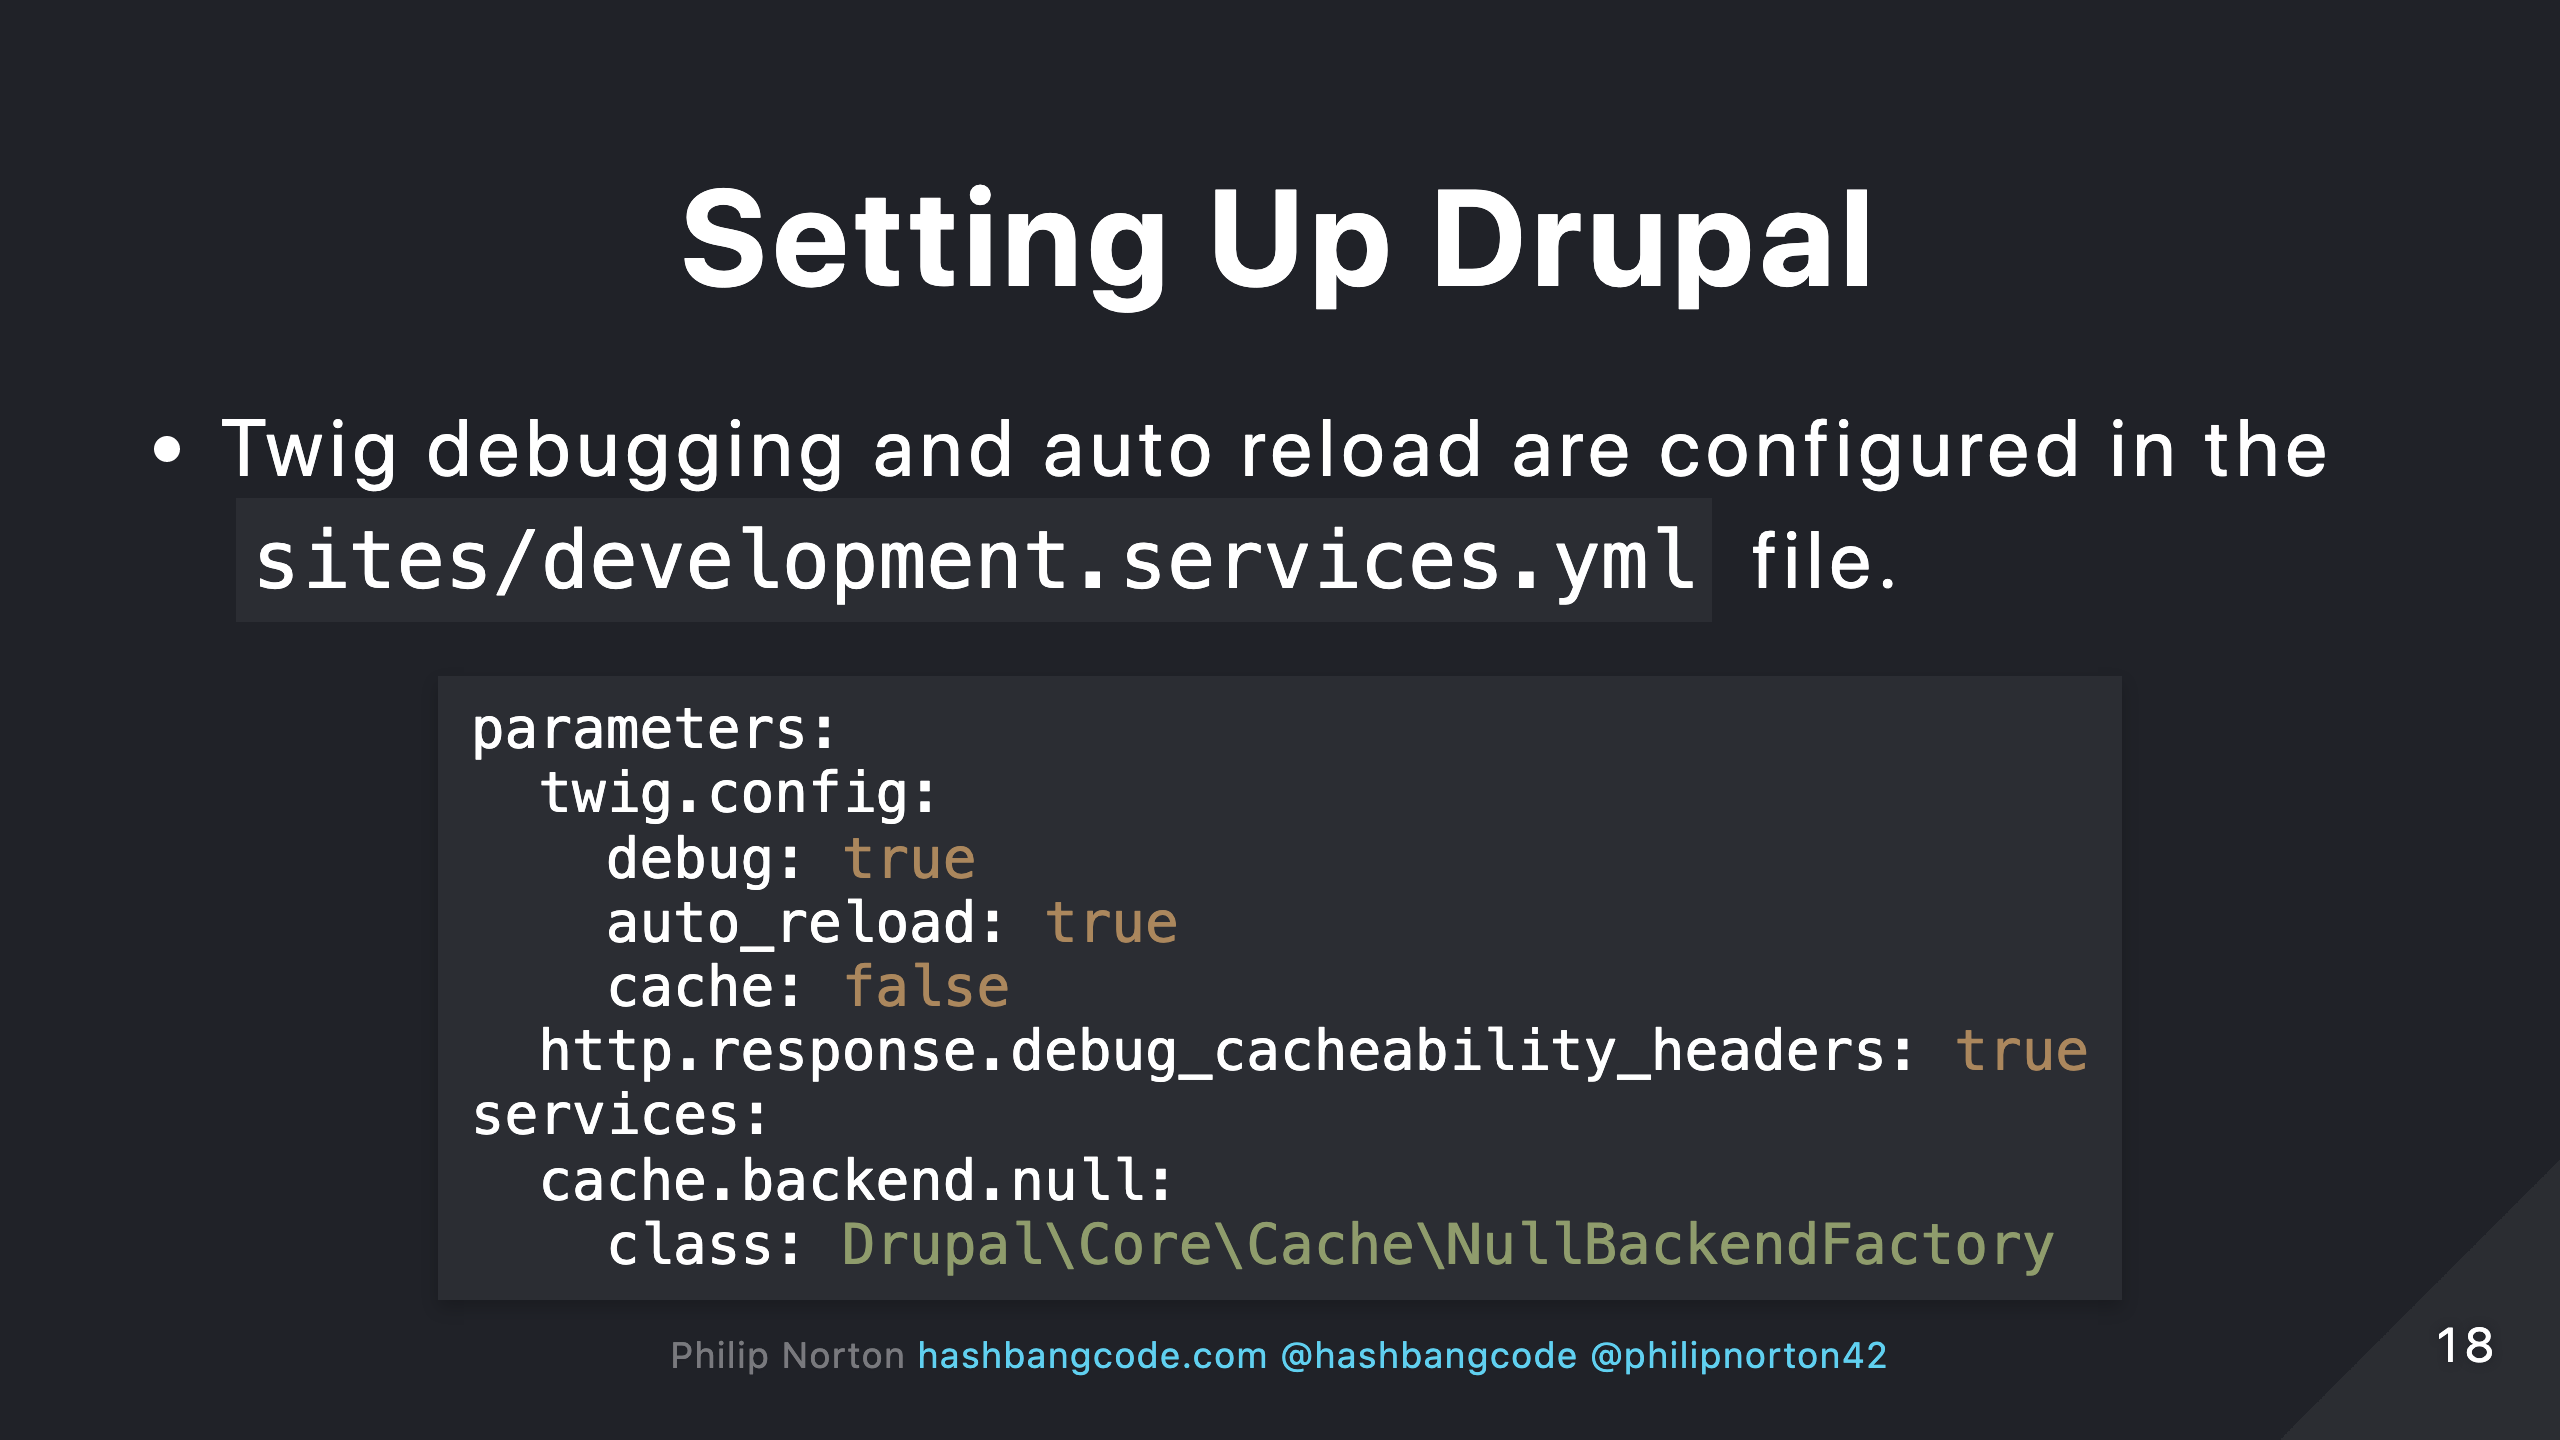 Setting Up Drupal
• Twig debugging and auto reload are configured in the
sites/development.services.yml file.
parameters:
  twig.config:
    debug: true
    auto_reload: true
    cache: false
  http.response.debug_cacheability_headers: true
services:
  cache.backend.null:
    class: Drupal\Core\Cache\NullBackendFactory
Philip Norton hashbangcode.com @hashbangcode @philipnorton42
18